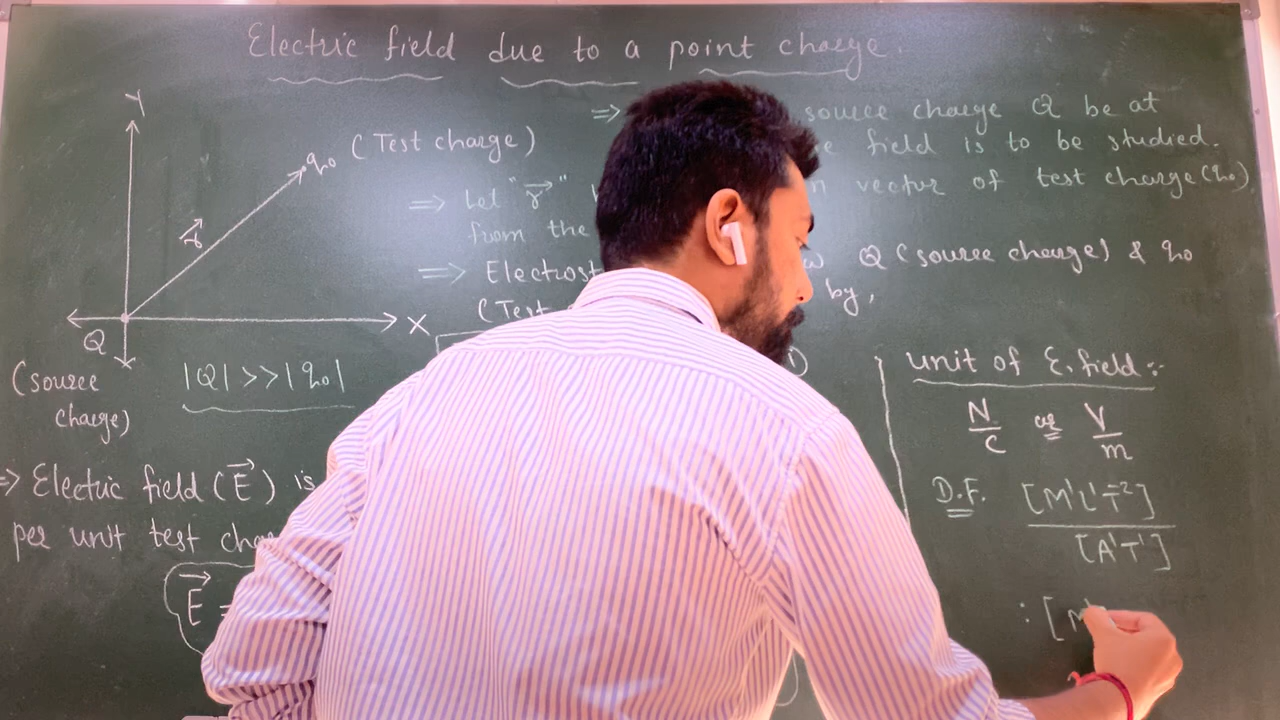 Electric field due to a point charge.
Y
q₀ (Test charge)
r⃗
Q
X
(source
charge)
|Q| >> |q₀|
⇒ source charge Q be at
field is to be studied.
⇒ Let "r⃗" vector of test charge (q₀)
from the
⇒ Q (source charge) & q₀
(Test by,
⇒ Electric field (E⃗) is
per unit test
E⃗ =
unit of E. field :-
N/C or V/m
D.F. [M¹L¹T⁻²]
[A¹T¹]
: [M